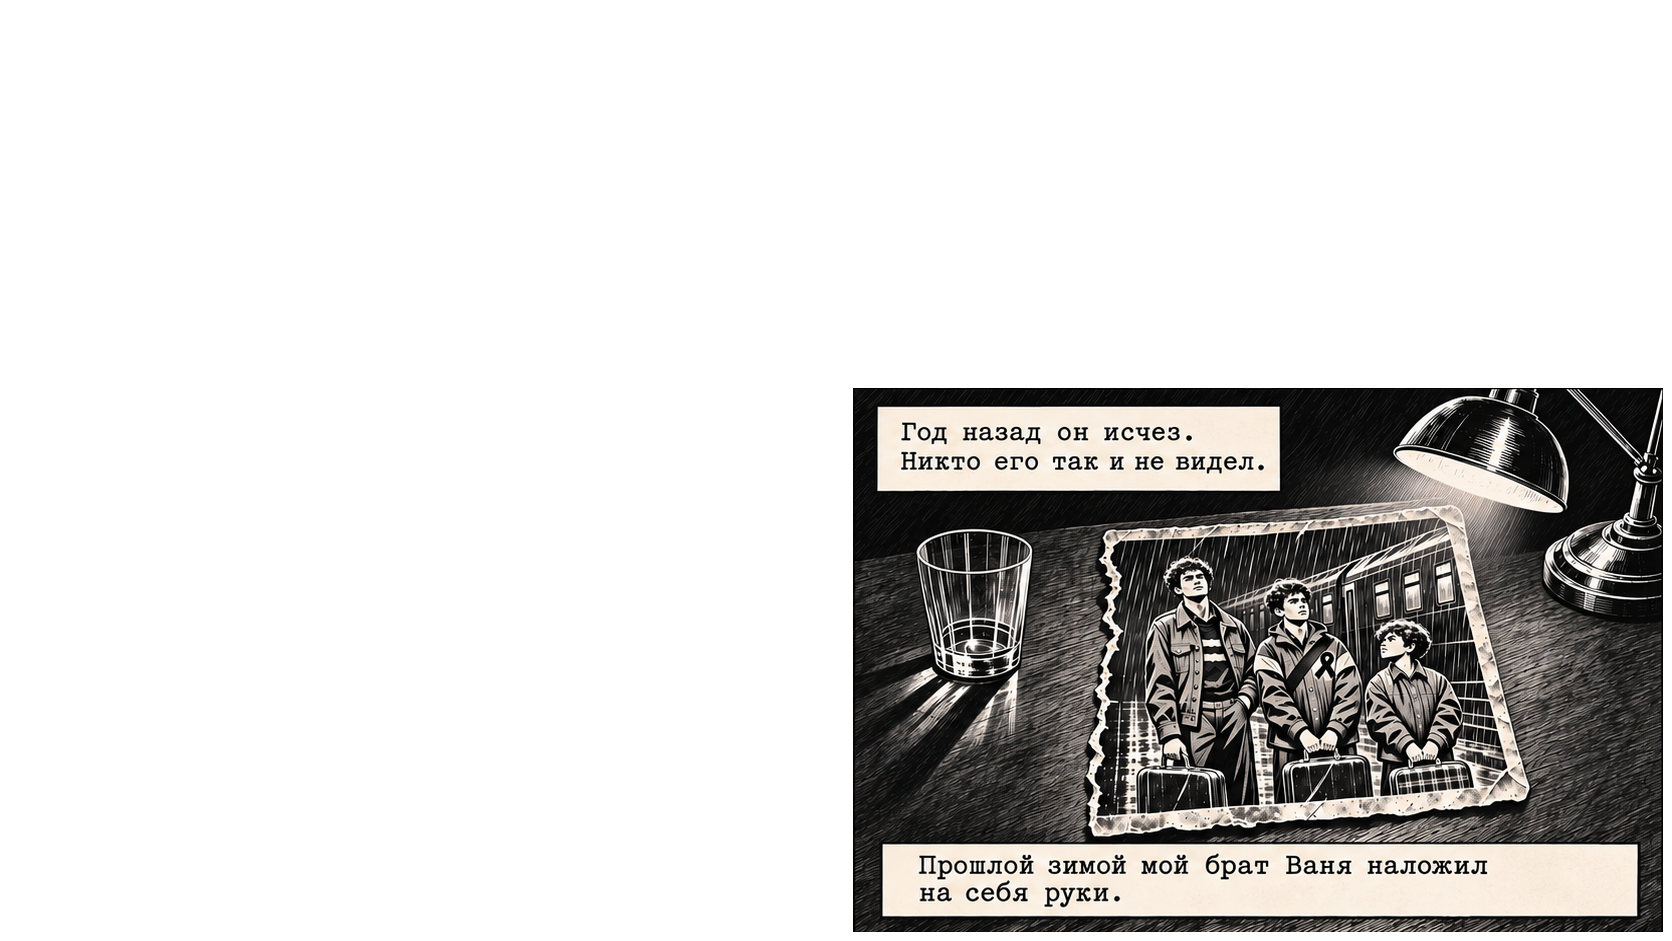 Год назад он исчез.
Никто его так и не видел.
Прошлой зимой мой брат Ваня наложил
на себя руки.